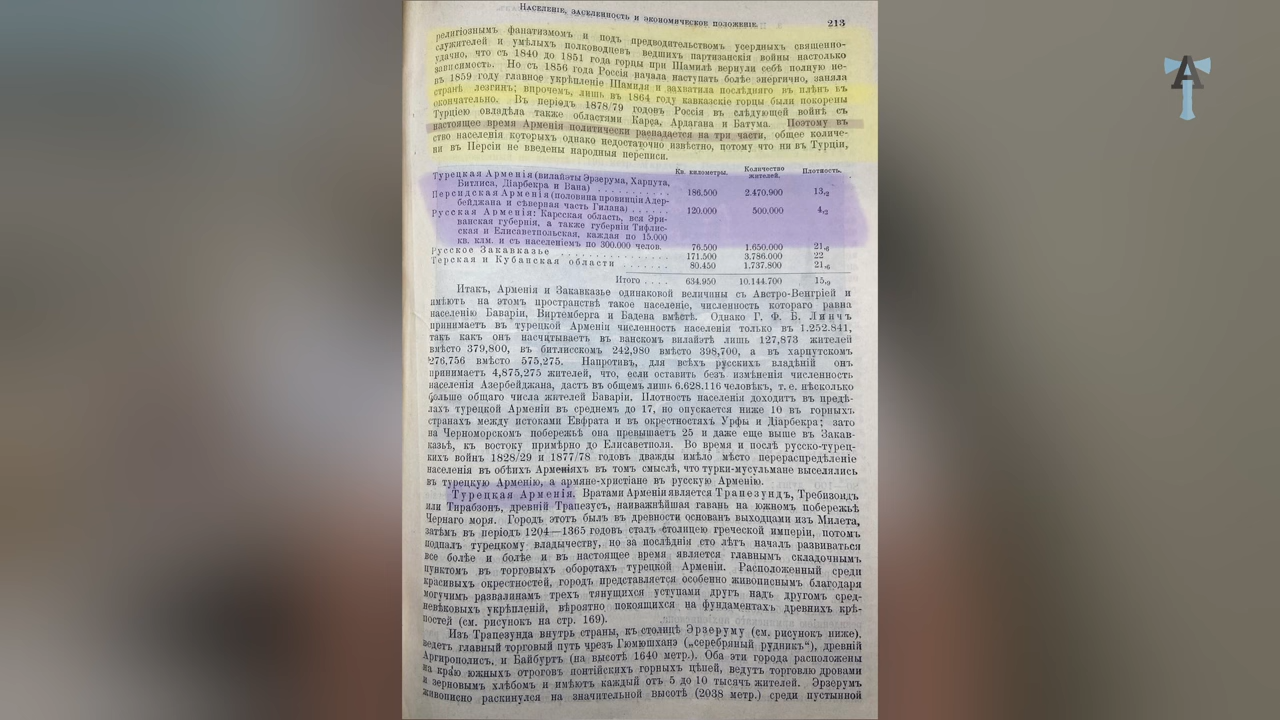 Населеніе, заселенность и экономическое положеніе. 213
религіознымъ фанатизмомъ и подъ предводительствомъ усердныхъ священно-
служителей и умѣлыхъ полководцевъ ведшихъ партизанскія войны настолько
удачно, что съ 1840 до 1851 года горцы при Шамилѣ вернули себѣ полную не-
зависимость. Но съ 1856 года Россія начала наступать болѣе энергично, заняла
въ 1859 году главное укрѣпленіе Шамиля и захватила послѣдняго въ плѣнъ къ
странѣ лезгинъ; впрочемъ, лишь въ 1864 году кавказскіе горцы были покорены
окончательно. Въ періодъ 1878/79 годовъ Россія въ слѣдующей войнѣ съ
Турціею овладѣла также областями Карса, Ардагана и Батума. Поэтому въ
настоящее время Арменія политически распадается на три части, общее количе-
ство населенія которыхъ однако недостаточно извѣстно, потому что ни въ Турціи,
ни въ Персіи не введены народныя переписи.
Кв. километры. Количество жителей. Плотность.
Турецкая Арменія (вилайэты Эрзерума, Харпута,
Битлиса, Діарбекра и Вана) . . . . . . . . . . . 186.500 2.470.900 13,2
Персидская Арменія (половина провинціи Адер-
бейджана и сѣверная часть Гилана) . . . . . . 120.000 500.000 4,2
Русская Арменія: Карсская область, вся Эри-
ванская губернія, а также губерніи Тифлис-
ская и Елисаветпольская, каждая по 15.000
кв. клм. и съ населеніемъ по 300.000 челов. 76.500 1.650.000 21,6
Русское Закавказье . . . . . . . . . . . . . . . 171.500 3.786.000 22
Терская и Кубанская области . . . . . . . 80.450 1.737.800 21,6
Итого . . . . 634.950 10.144.700 15,9
Итакъ, Арменія и Закавказье одинаковой величины съ Австро-Венгріей и
имѣютъ на этомъ пространствѣ такое населеніе, численность котораго равна
населенію Баваріи, Виртемберга и Бадена вмѣстѣ. Однако Г. Ф. Б. Линчъ
принимаетъ въ турецкой Арменіи численность населенія только въ 1.252.841,
такъ какъ онъ насчитываетъ въ ванскомъ вилайэтѣ лишь 127,873 жителей
вмѣсто 379,800, въ битлисскомъ 242,980 вмѣсто 398,700, а въ харпутскомъ
276,756 вмѣсто 575,275. Напротивъ, для всѣхъ русскихъ владѣній онъ
принимаетъ 4,875,275 жителей, что, если оставить безъ измѣненія численность
населенія Азербейджана, дастъ въ общемъ лишь 6.628.116 человѣкъ, т. е. нѣсколько
больше общаго числа жителей Баваріи. Плотность населенія доходитъ въ предѣ-
лахъ турецкой Арменіи въ среднемъ до 17, но опускается ниже 10 въ горныхъ
странахъ между истоками Евфрата и въ окрестностяхъ Урфы и Діарбекра; зато
на Черноморскомъ побережьѣ она превышаетъ 25 и даже еще выше въ Закав-
казьѣ, къ востоку примѣрно до Елисаветполя. Во время и послѣ русско-турец-
кихъ войнъ 1828/29 и 1877/78 годовъ дважды имѣло мѣсто перераспредѣленіе
населенія въ обѣихъ Арменіяхъ въ томъ смыслѣ, что турки-мусульмане выселялись
въ турецкую Арменію, а армяне-христіане въ русскую Арменію.
Турецкая Арменія. Вратами Арменіи является Трапезундъ, Требизондъ
или Тирабзонъ, древній Трапезусъ, наиважнѣйшая гавань на южномъ побережьѣ
Чернаго моря. Городъ этотъ былъ въ древности основанъ выходцами изъ Милета,
затѣмъ въ періодъ 1204—1365 годовъ сталъ столицею греческой имперіи, потомъ
подпалъ турецкому владычеству, но за послѣднія сто лѣтъ началъ развиваться
все болѣе и болѣе и въ настоящее время является главнымъ складочнымъ
пунктомъ въ торговыхъ оборотахъ турецкой Арменіи. Расположенный среди
красивыхъ окрестностей, городъ представляется особенно живописнымъ благодаря
могучимъ развалинамъ трехъ тянущихся уступами другъ надъ другомъ сред-
невѣковыхъ укрѣпленій, вѣроятно покоящихся на фундаментахъ древнихъ крѣ-
постей (см. рисунокъ на стр. 169).
Изъ Трапезунда внутрь страны, къ столицѣ Эрзеруму (см. рисунокъ ниже).
ведетъ главный торговый путь чрезъ Гюмюшханэ („серебряный рудникъ“), древній
Аргирополисъ, и Байбуртъ (на высотѣ 1640 метр.). Оба эти города расположены
на краю южныхъ отроговъ понтійскихъ горныхъ цѣпей, ведутъ торговлю дровами
и зерновымъ хлѣбомъ и имѣютъ каждый отъ 5 до 10 тысячъ жителей. Эрзерумъ
живописно раскинулся на значительной высотѣ (2038 метр.) среди пустынной